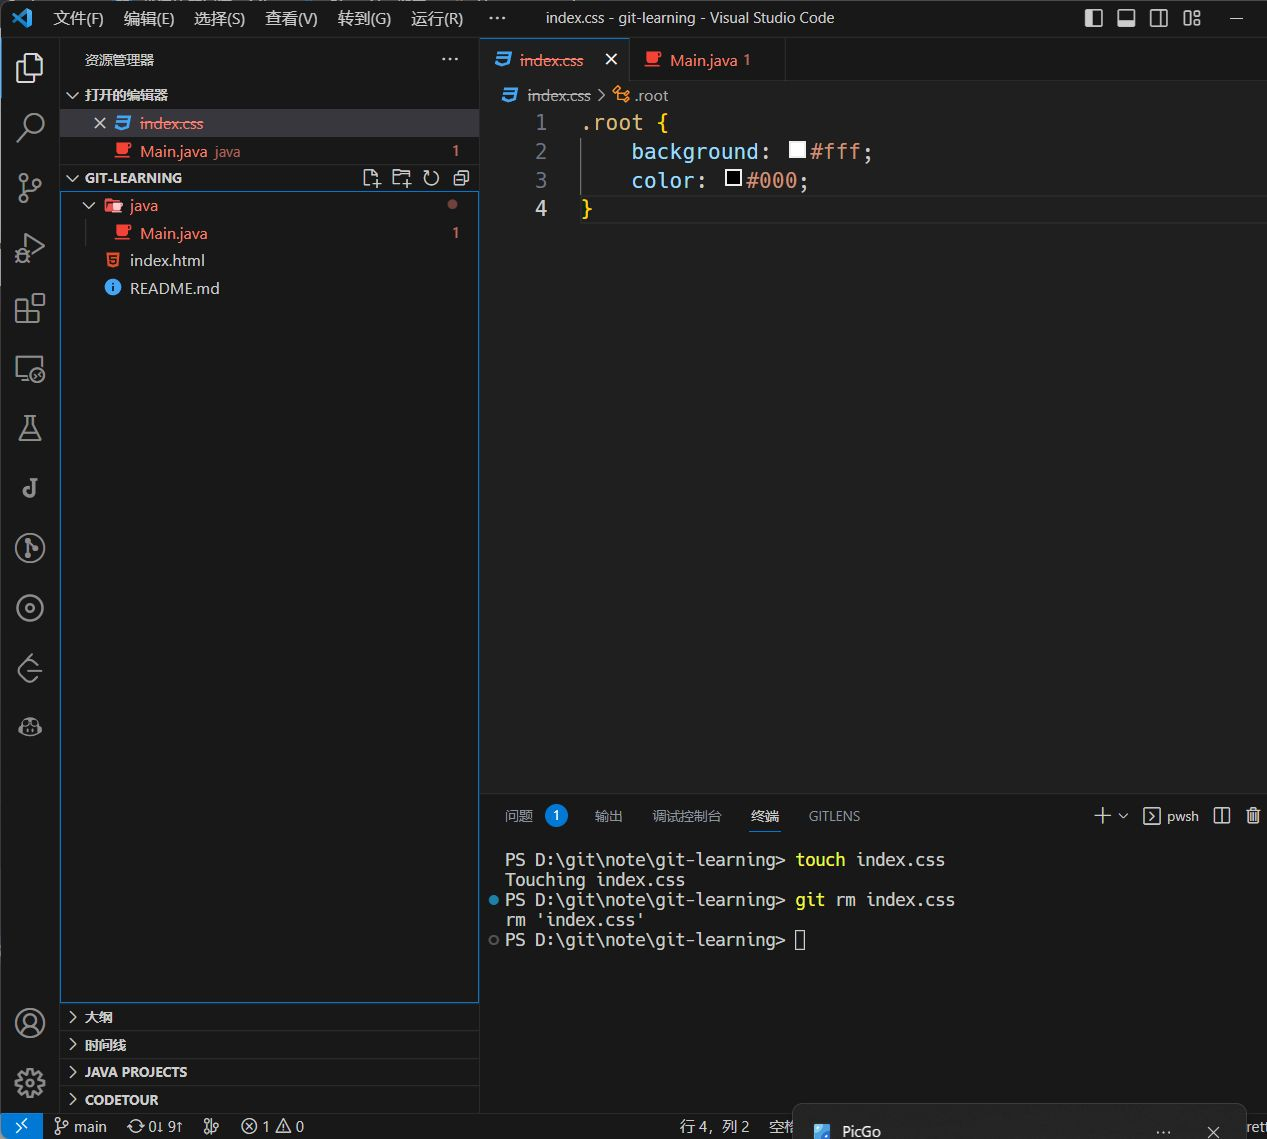 文件(F) 编辑(E) 选择(S) 查看(V) 转到(G) 运行(R) ··· index.css - git-learning - Visual Studio Code
资源管理器 ···
打开的编辑器
index.css
Main.java java 1
GIT-LEARNING
java
Main.java 1
index.html
README.md
大纲
时间线
JAVA PROJECTS
CODETOUR
index.css Main.java 1
index.css > .root
1 .root {
2 background: #fff;
3 color: #000;
4 }
问题 1 输出 调试控制台 终端 GITLENS pwsh
PS D:\git\note\git-learning> touch index.css
Touching index.css
PS D:\git\note\git-learning> git rm index.css
rm 'index.css'
PS D:\git\note\git-learning>
main 0↓ 9↑ 1 0 行 4，列 2
PicGo ···